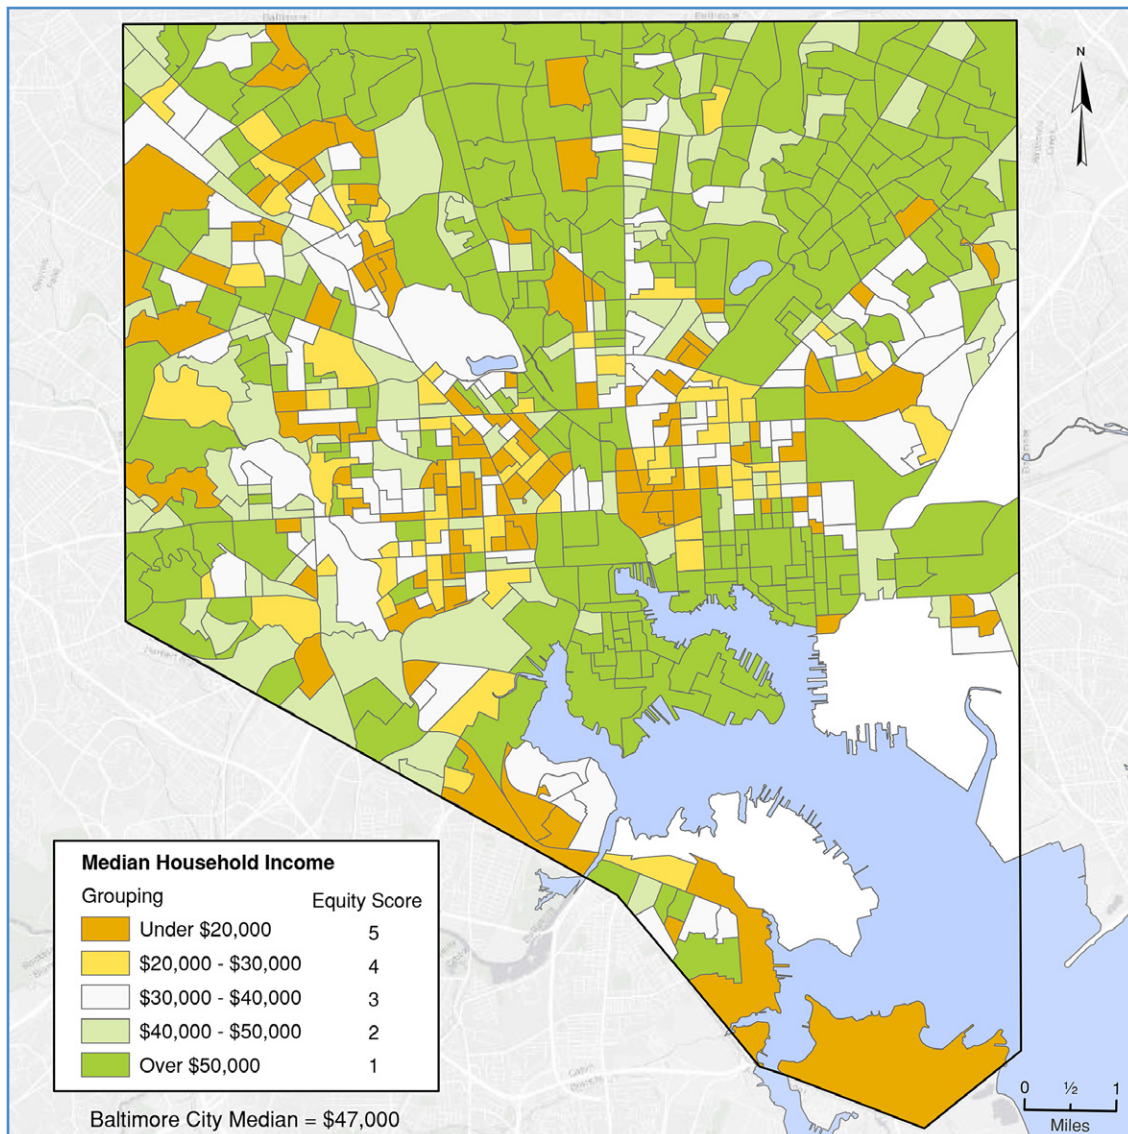 Baltimore
N
Median Household Income
Grouping
Equity Score
Under $20,000 5
$20,000 - $30,000 4
$30,000 - $40,000 3
$40,000 - $50,000 2
Over $50,000 1
Baltimore City Median = $47,000
0 ½ 1
Miles